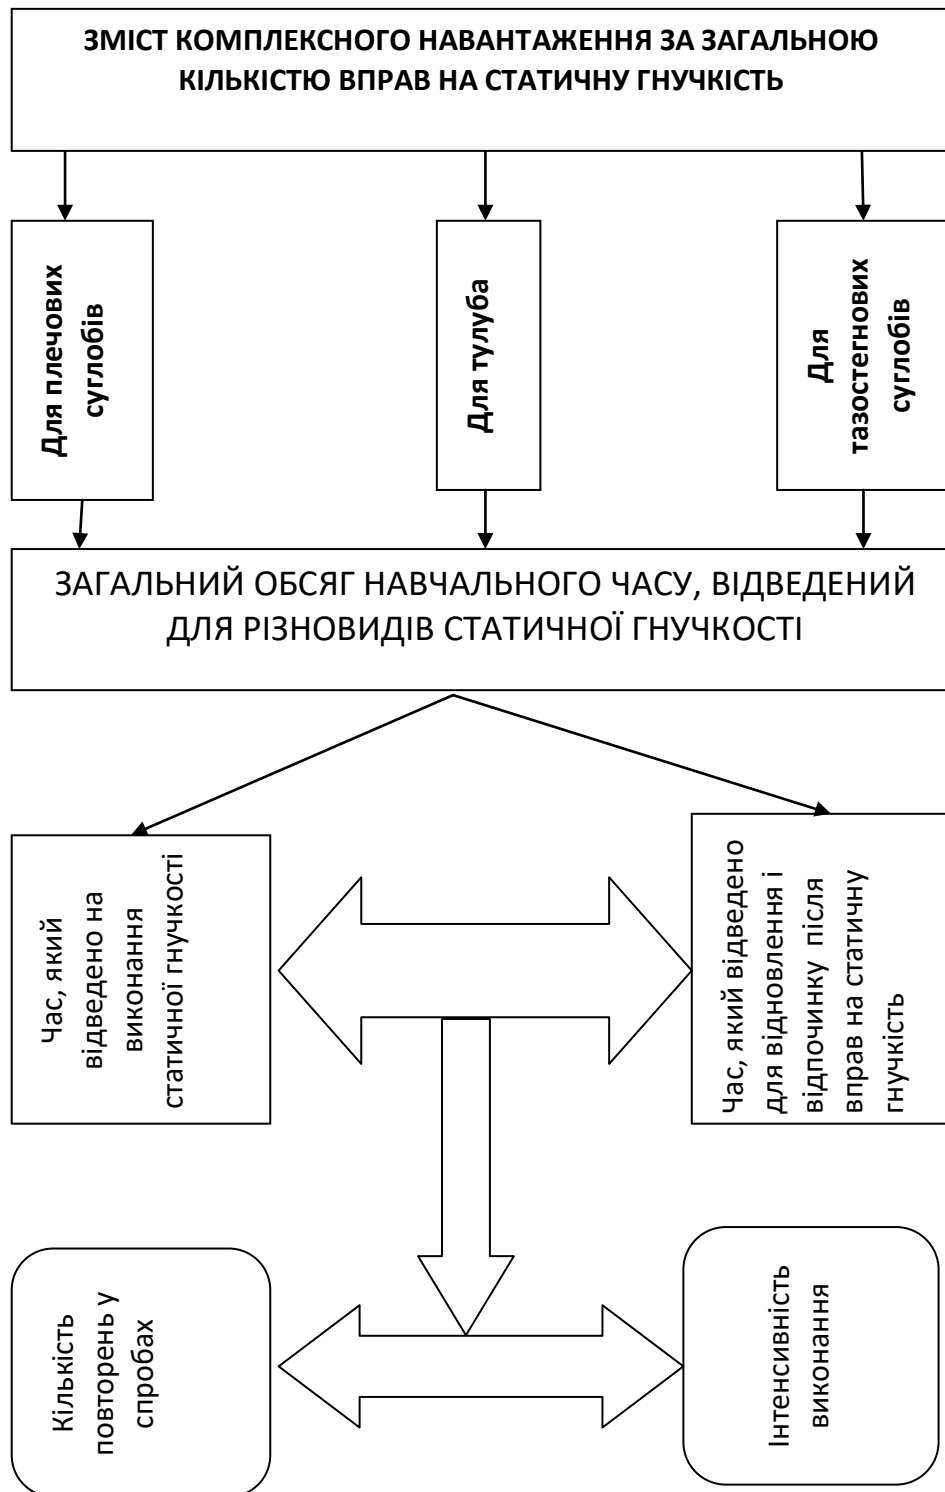 ЗМІСТ КОМПЛЕКСНОГО НАВАНТАЖЕННЯ ЗА ЗАГАЛЬНОЮ
КІЛЬКІСТЮ ВПРАВ НА СТАТИЧНУ ГНУЧКІСТЬ
Для плечових
суглобів
Для тулуба
Для
тазостегнових
суглобів
ЗАГАЛЬНИЙ ОБСЯГ НАВЧАЛЬНОГО ЧАСУ, ВІДВЕДЕНИЙ
ДЛЯ РІЗНОВИДІВ СТАТИЧНОЇ ГНУЧКОСТІ
Час, який
відведено на
виконання
статичної гнучкості
Час, який відведено
для відновлення і
відпочинку після
вправ на статичну
гнучкість
Кількість
повторень у
спробах
Інтенсивність
виконання